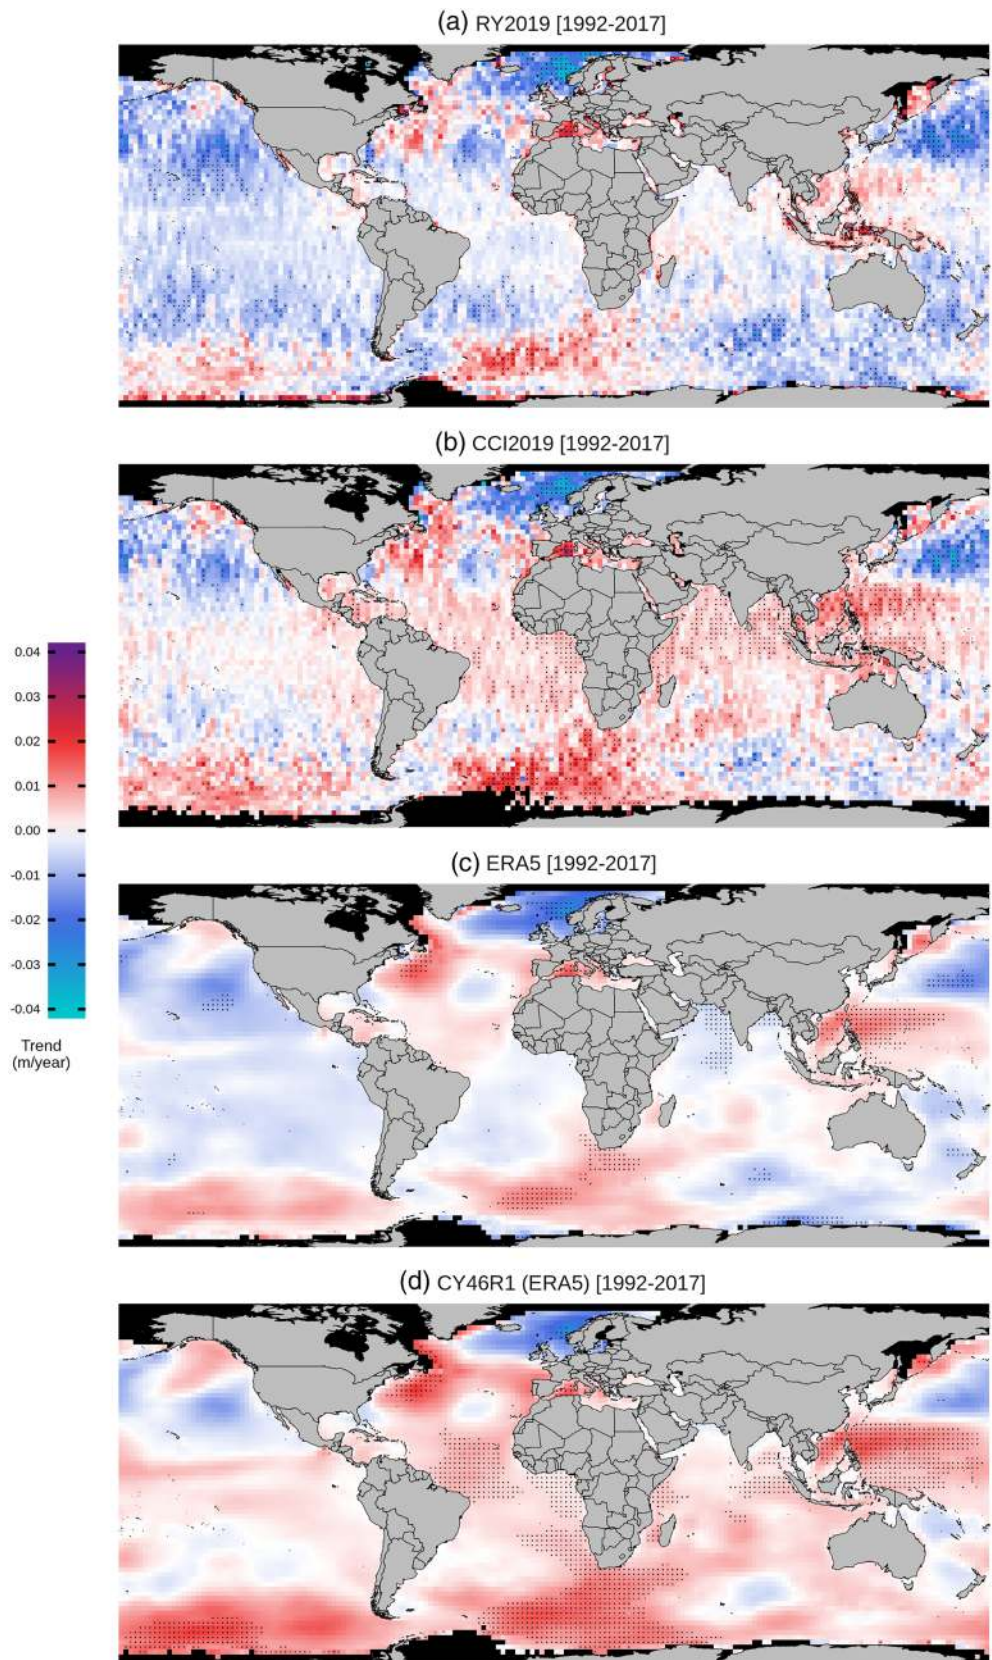 (a) RY2019 [1992-2017]
(b) CCI2019 [1992-2017]
0.04
0.03
0.02
0.01
0.00
-0.01
-0.02
-0.03
-0.04
Trend
(m/year)
(c) ERA5 [1992-2017]
(d) CY46R1 (ERA5) [1992-2017]